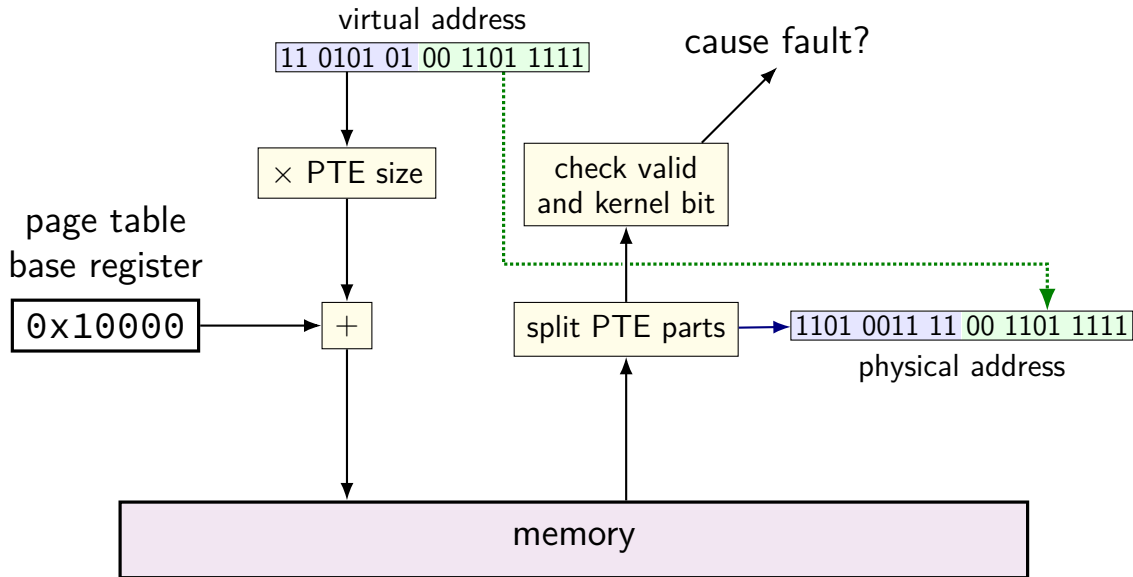 virtual address
11 0101 01 00 1101 1111
cause fault?
× PTE size
check valid
and kernel bit
page table
base register
0x10000
+
split PTE parts
1101 0011 11 00 1101 1111
physical address
memory